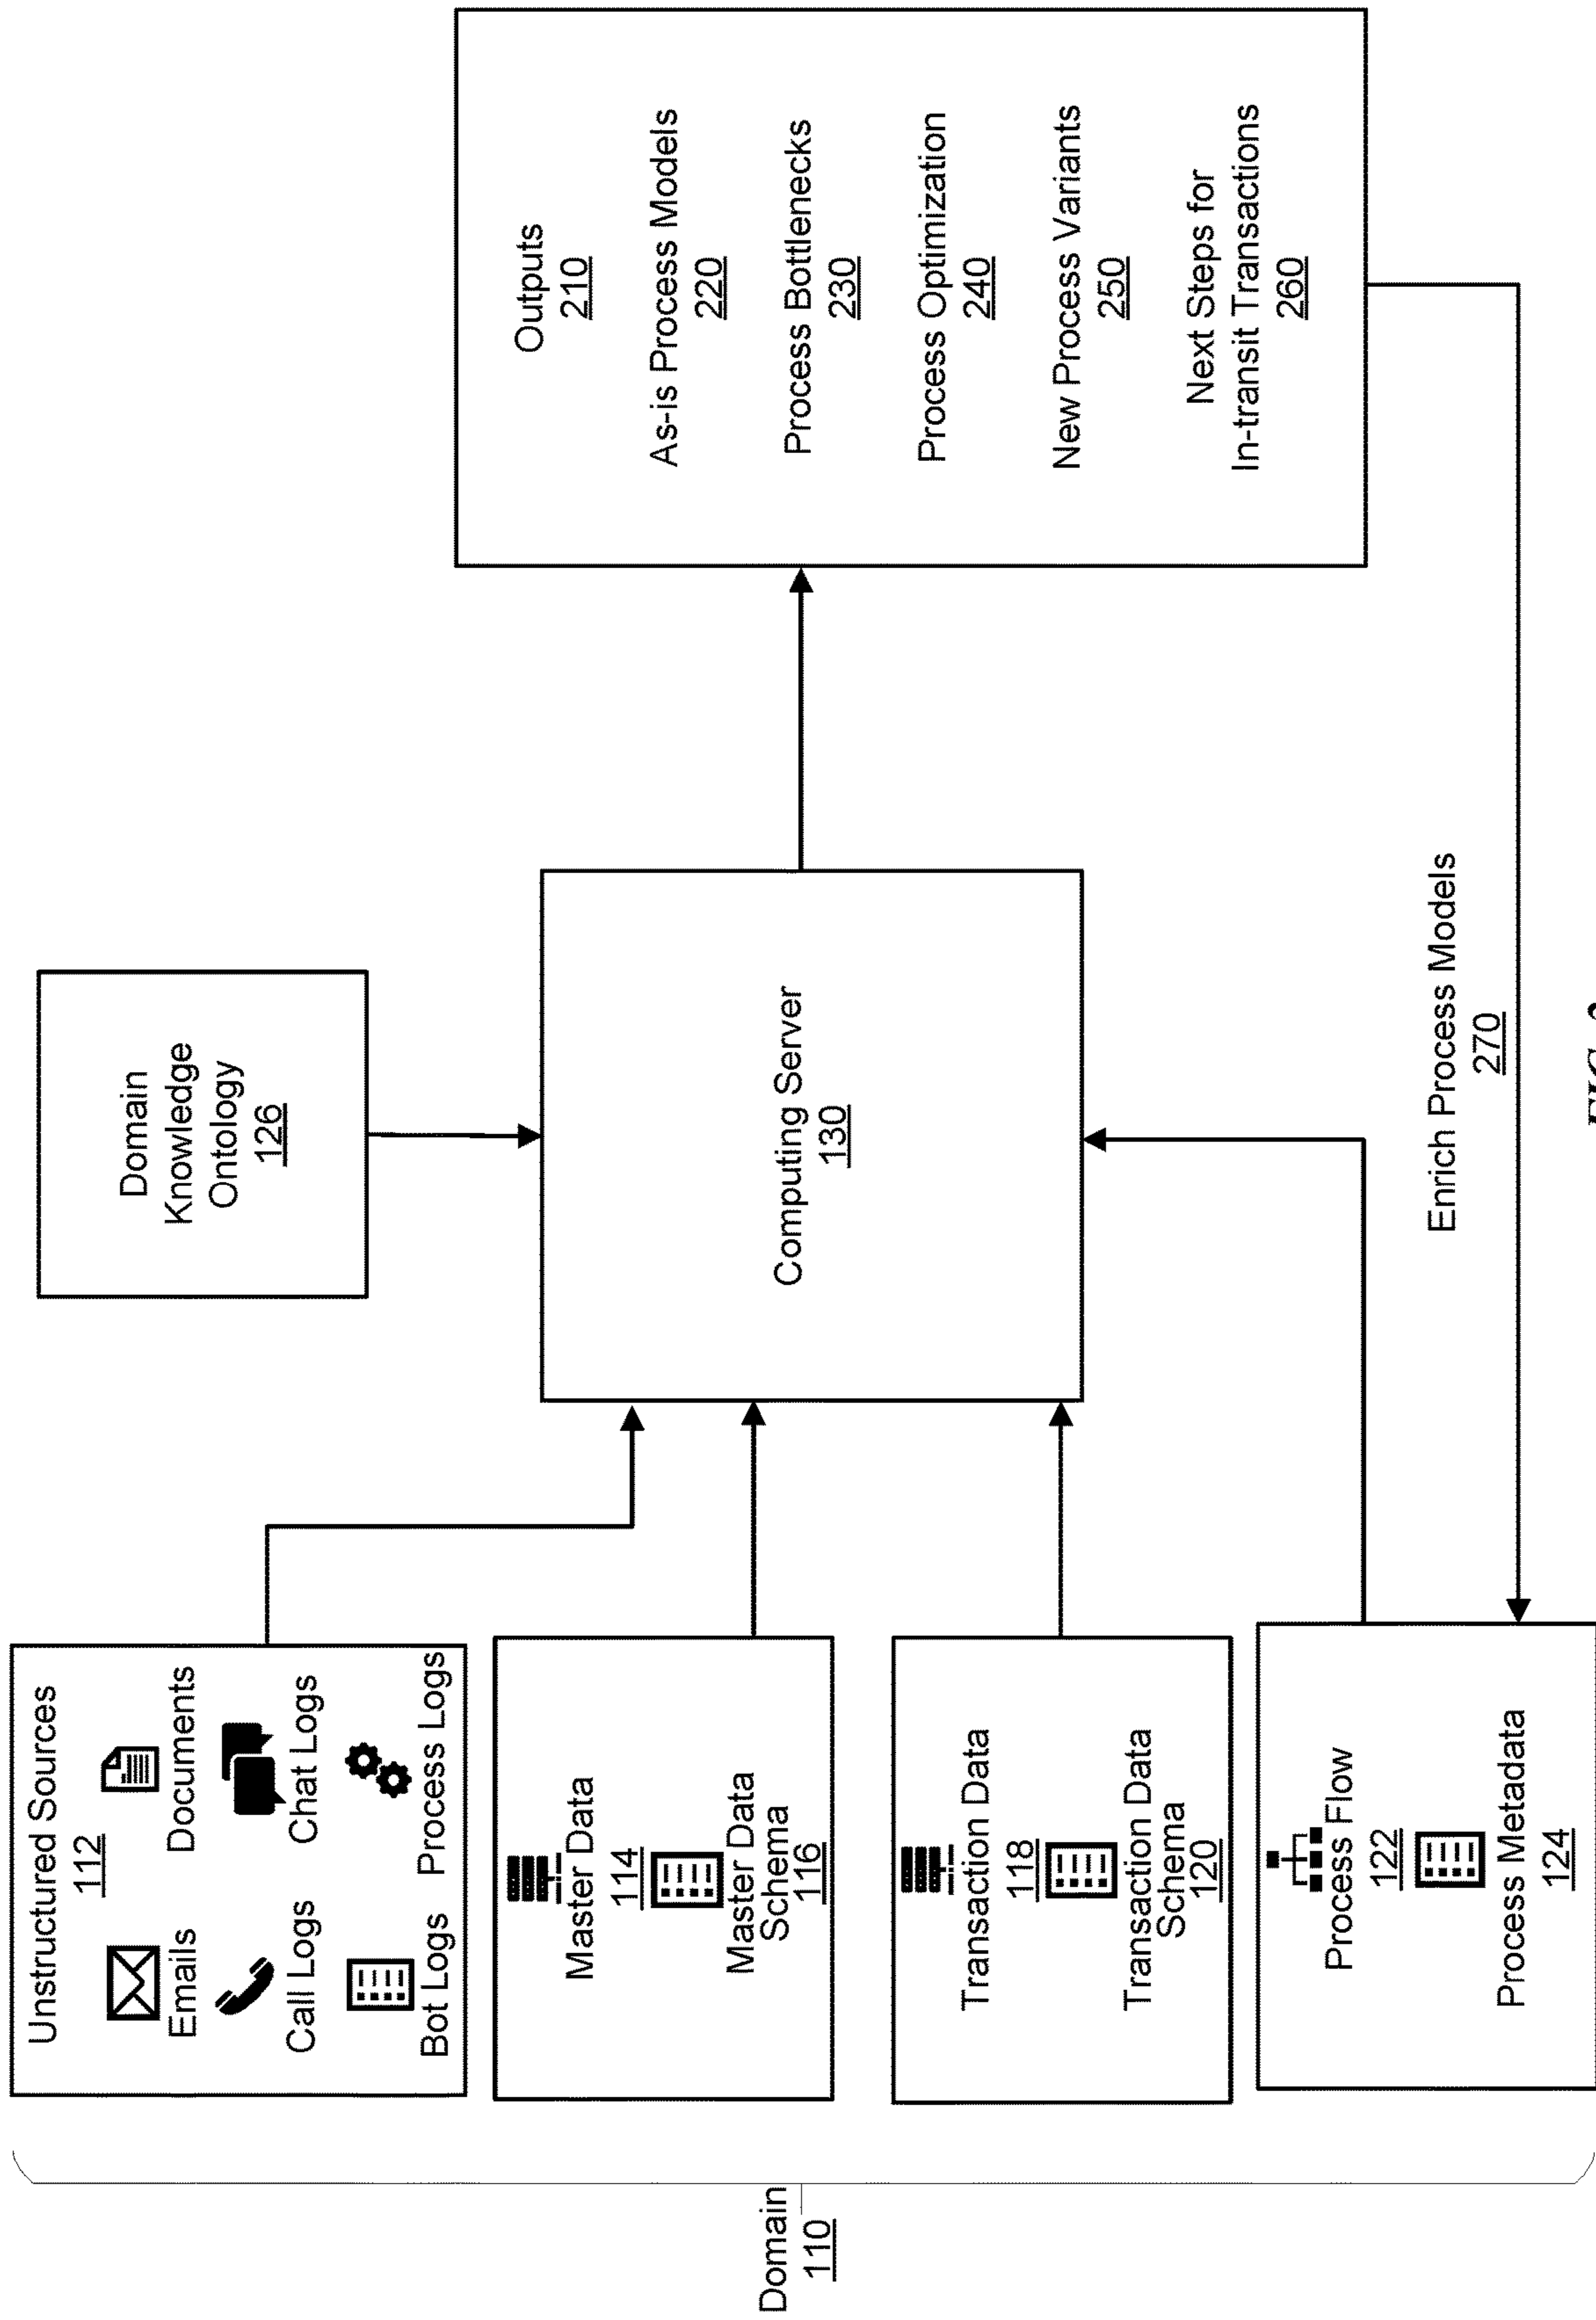 Domain
110
Unstructured Sources
112
Emails
Documents
Call Logs
Chat Logs
Bot Logs
Process Logs
Master Data
114
Master Data
Schema
116
Transaction Data
118
Transaction Data
Schema
120
Process Flow
122
Process Metadata
124
Domain
Knowledge
Ontology
126
Computing Server
130
Outputs
210
As-is Process Models
220
Process Bottlenecks
230
Process Optimization
240
New Process Variants
250
Next Steps for
In-transit Transactions
260
Enrich Process Models
270